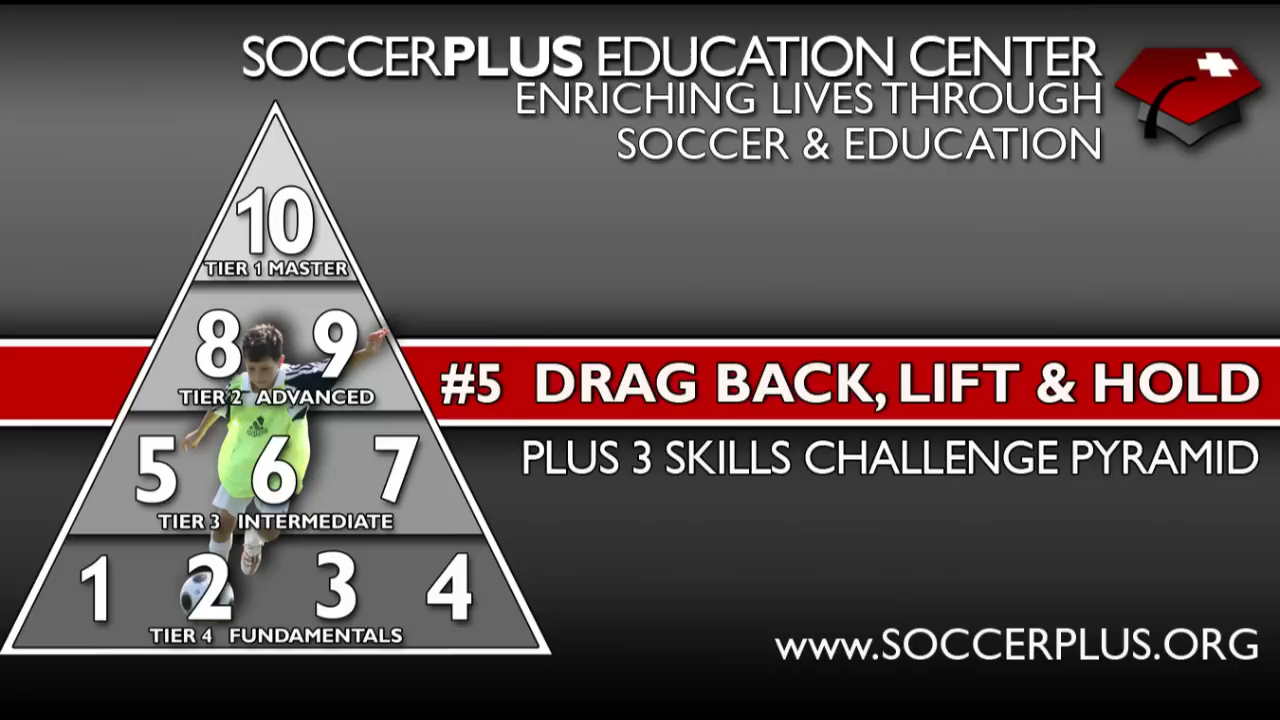 SOCCERPLUS EDUCATION CENTER
ENRICHING LIVES THROUGH
SOCCER & EDUCATION
10
TIER 1 MASTER
8 9
TIER 2 ADVANCED
#5 DRAG BACK, LIFT & HOLD
PLUS 3 SKILLS CHALLENGE PYRAMID
5 6 7
TIER 3 INTERMEDIATE
1 2 3 4
TIER 4 FUNDAMENTALS
www.SOCCERPLUS.ORG